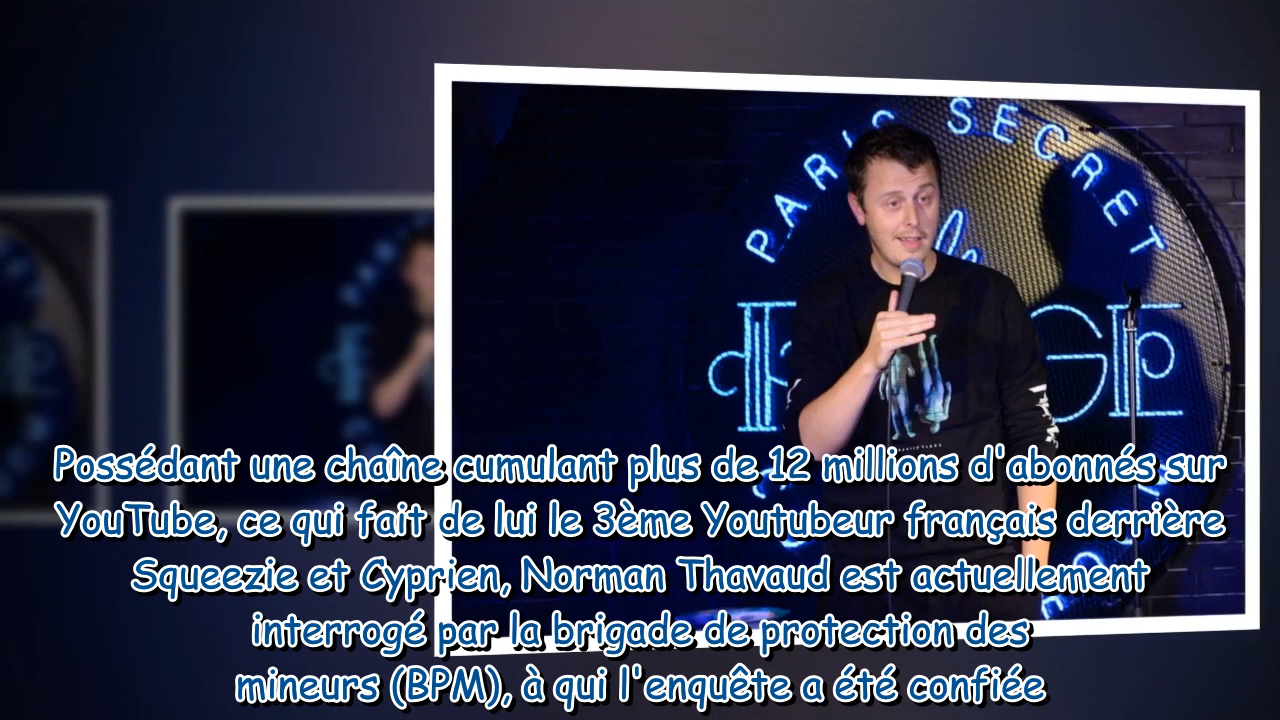 PARIS SECRET
Possédant une chaîne cumulant plus de 12 millions d'abonnés sur
YouTube, ce qui fait de lui le 3ème Youtubeur français derrière
Squeezie et Cyprien, Norman Thavaud est actuellement
interrogé par la brigade de protection des
mineurs (BPM), à qui l'enquête a été confiée